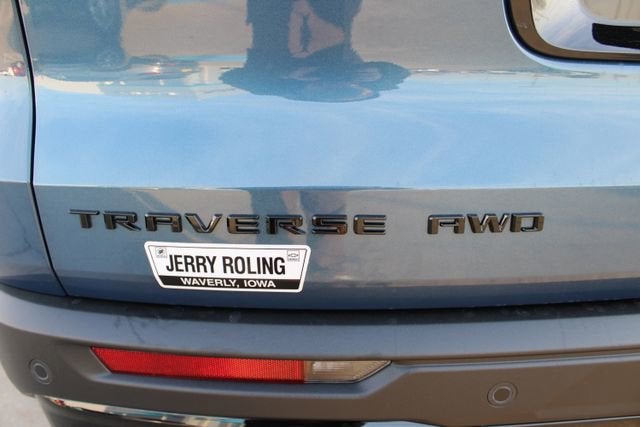 TRAVERSE AWD
JERRY ROLING
WAVERLY, IOWA